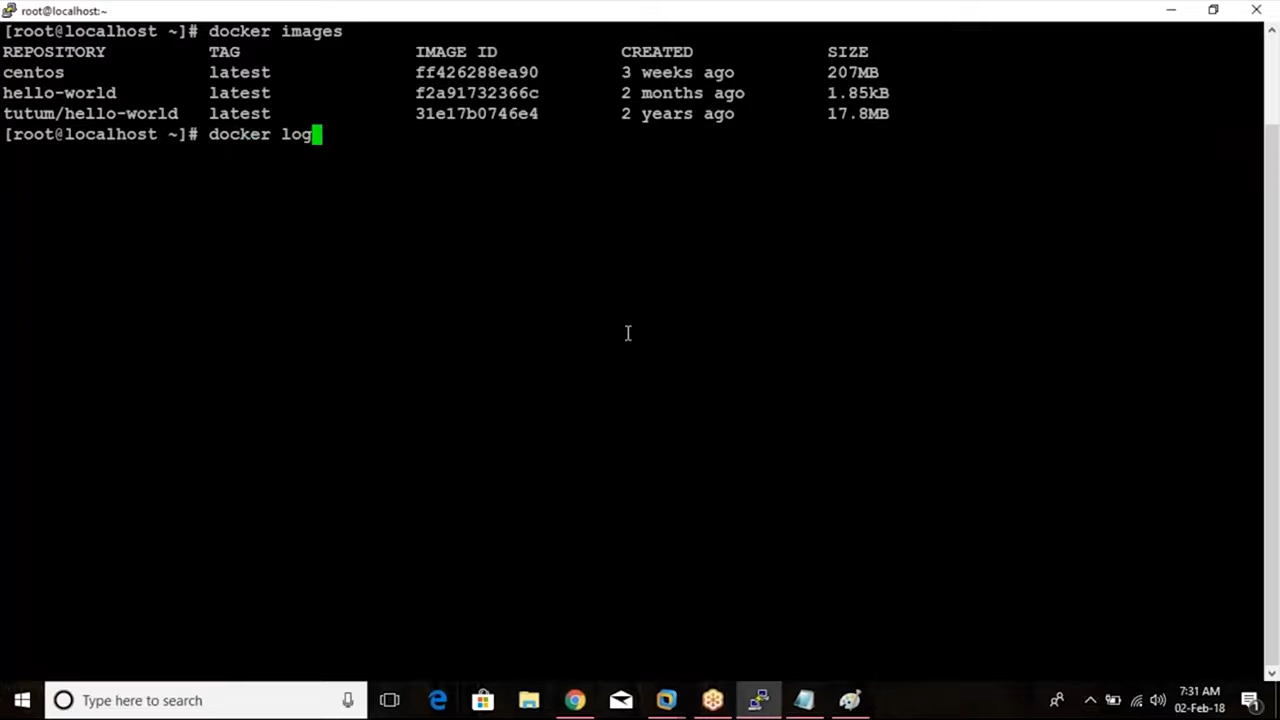 root@localhost:~
[root@localhost ~]# docker images
REPOSITORY TAG IMAGE ID CREATED SIZE
centos latest ff426288ea90 3 weeks ago 207MB
hello-world latest f2a91732366c 2 months ago 1.85kB
tutum/hello-world latest 31e17b0746e4 2 years ago 17.8MB
[root@localhost ~]# docker log
Type here to search
7:31 AM
02-Feb-18
1